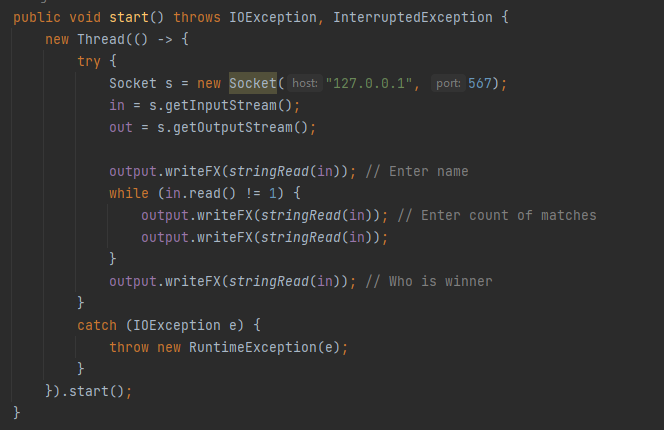 public void start() throws IOException, InterruptedException {
new Thread(() -> {
try {
Socket s = new Socket( host: "127.0.0.1", port: 567);
in = s.getInputStream();
out = s.getOutputStream();
output.writeFX(stringRead(in)); // Enter name
while (in.read() != 1) {
output.writeFX(stringRead(in)); // Enter count of matches
output.writeFX(stringRead(in));
}
output.writeFX(stringRead(in)); // Who is winner
}
catch (IOException e) {
throw new RuntimeException(e);
}
}).start();
}